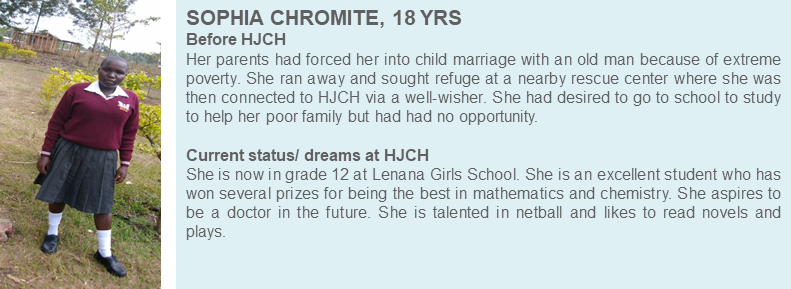 SOPHIA CHROMITE, 18 YRS
Before HJCH
Her parents had forced her into child marriage with an old man because of extreme
poverty. She ran away and sought refuge at a nearby rescue center where she was
then connected to HJCH via a well-wisher. She had desired to go to school to study
to help her poor family but had had no opportunity.
Current status/ dreams at HJCH
She is now in grade 12 at Lenana Girls School. She is an excellent student who has
won several prizes for being the best in mathematics and chemistry. She aspires to
be a doctor in the future. She is talented in netball and likes to read novels and
plays.